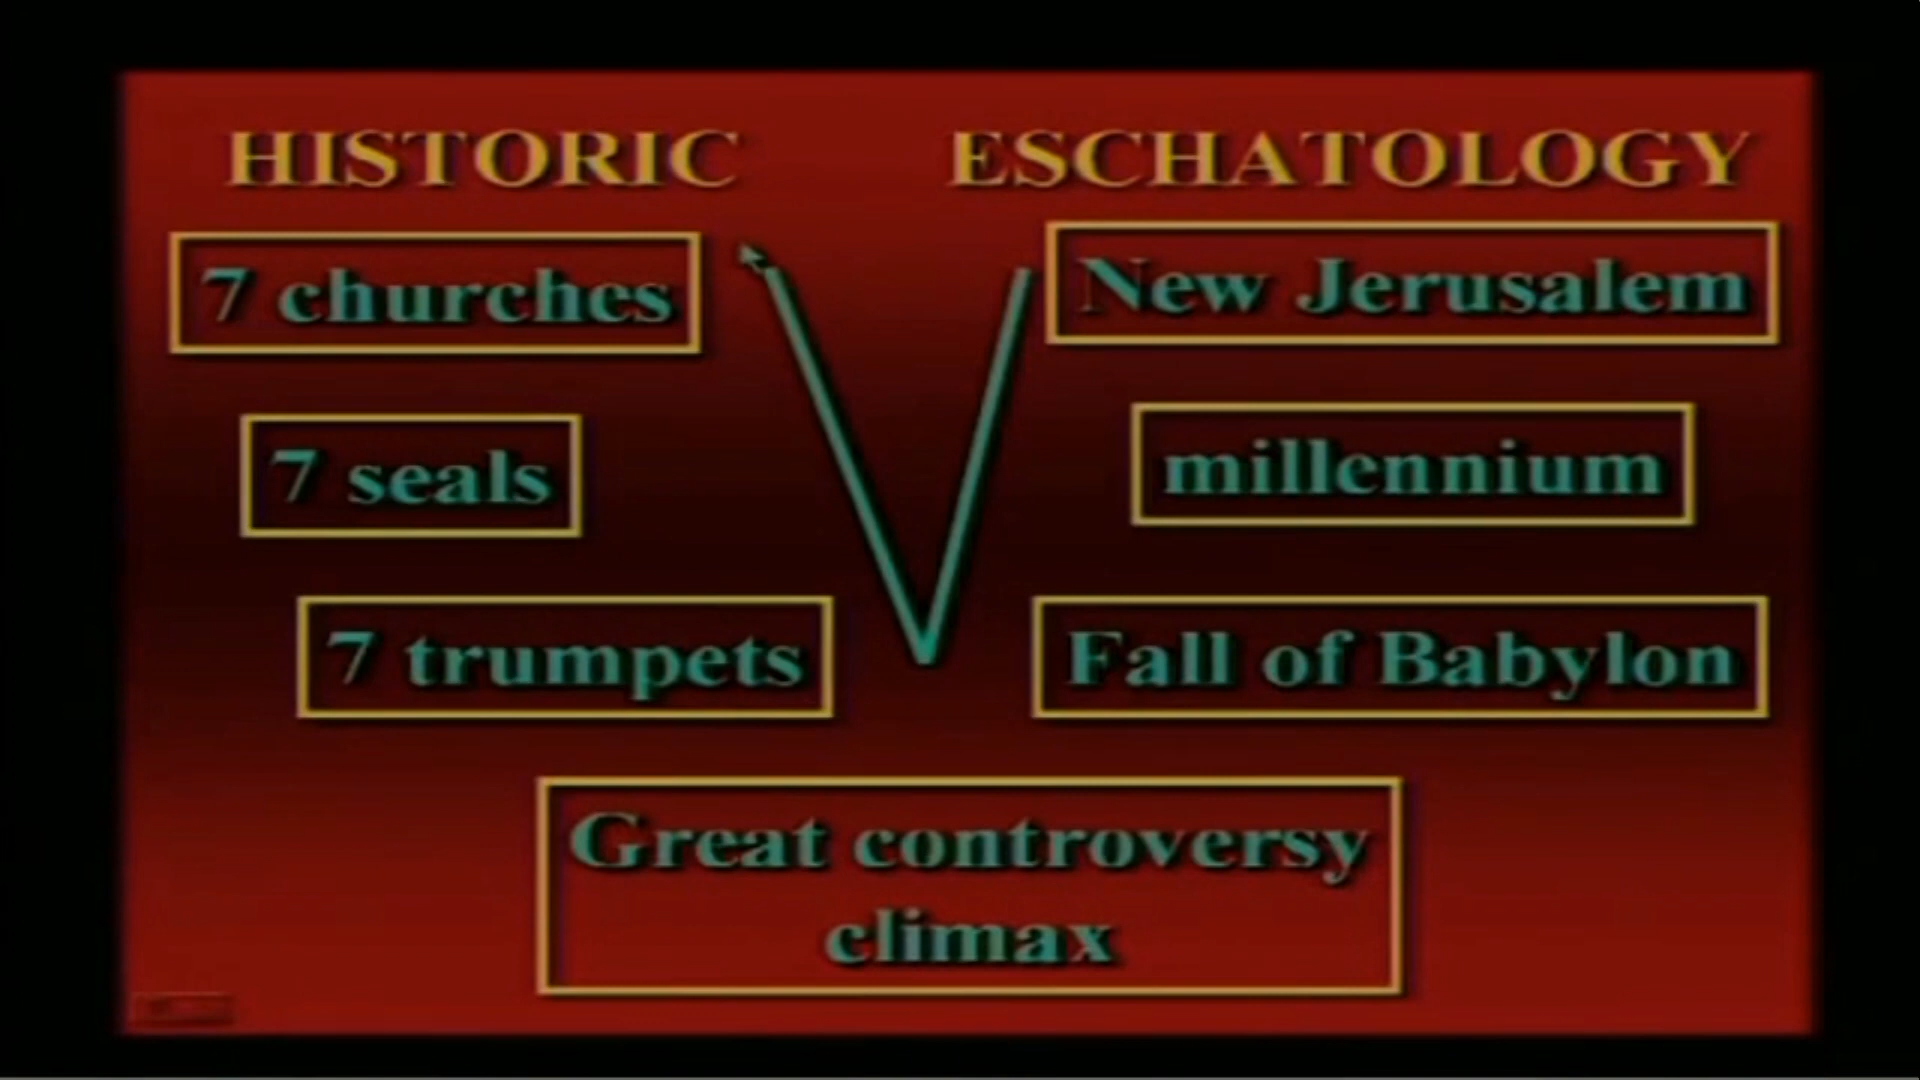 HISTORIC
ESCHATOLOGY
7 churches
New Jerusalem
7 seals
millennium
7 trumpets
Fall of Babylon
Great controversy
climax